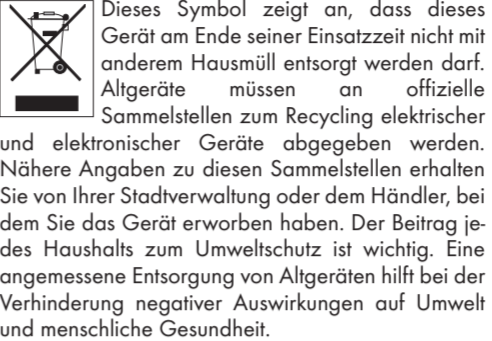 Dieses Symbol zeigt an, dass dieses
Gerät am Ende seiner Einsatzzeit nicht mit
anderem Hausmüll entsorgt werden darf.
Altgeräte müssen an offizielle
Sammelstellen zum Recycling elektrischer
und elektronischer Geräte abgegeben werden.
Nähere Angaben zu diesen Sammelstellen erhalten
Sie von Ihrer Stadtverwaltung oder dem Händler, bei
dem Sie das Gerät erworben haben. Der Beitrag je-
des Haushalts zum Umweltschutz ist wichtig. Eine
angemessene Entsorgung von Altgeräten hilft bei der
Verhinderung negativer Auswirkungen auf Umwelt
und menschliche Gesundheit.